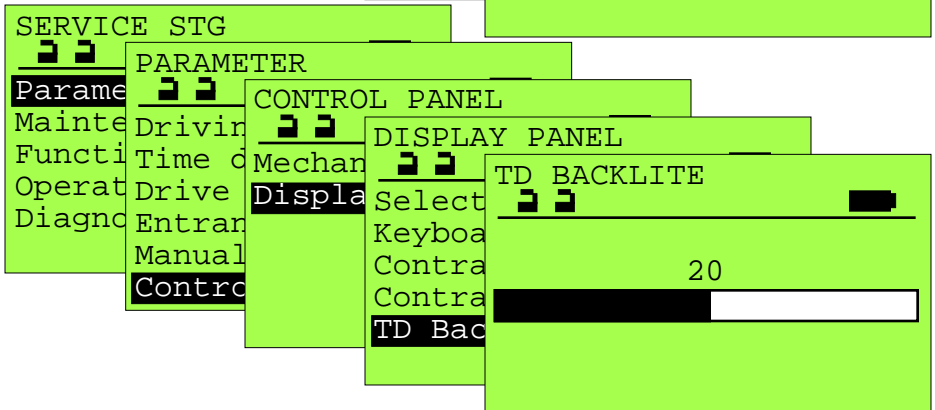 SERVICE STG
Parame
Mainte
Functi
Operat
Diagno
PARAMETER
Drivin
Time d
Drive
Entran
Manual
Contro
CONTROL PANEL
Mechan
Displa
DISPLAY PANEL
Select
Keyboa
Contra
Contra
TD Bac
TD BACKLITE
20